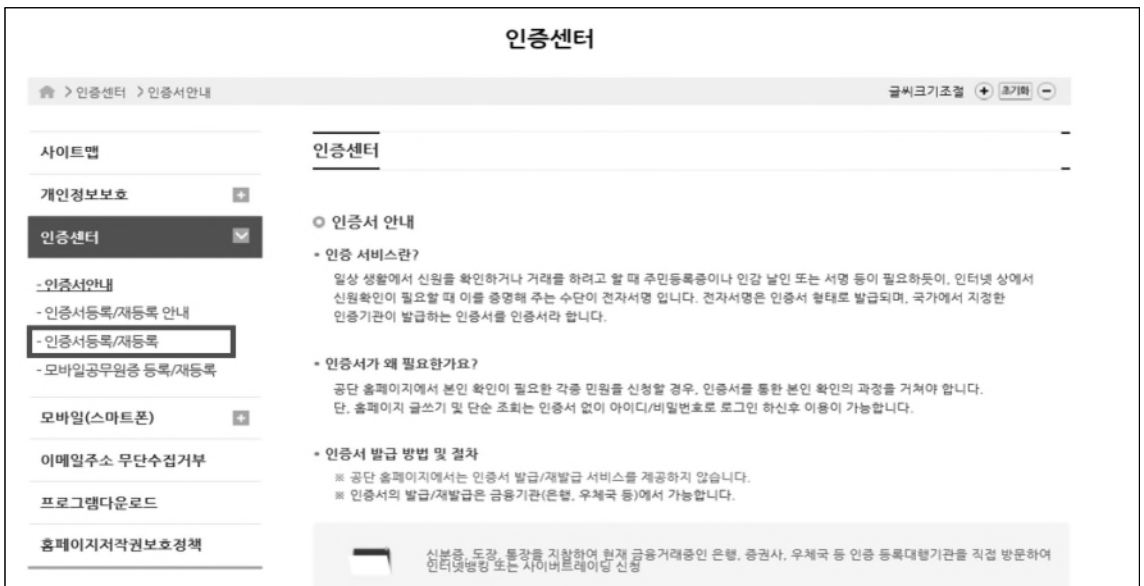 인증센터
> 인증센터 > 인증서안내
글씨크기조절 + 초기화 −
사이트맵
개인정보보호 +
인증센터
- 인증서안내
- 인증서등록/재등록 안내
- 인증서등록/재등록
- 모바일공무원증 등록/재등록
모바일(스마트폰) +
이메일주소 무단수집거부
프로그램다운로드
홈페이지저작권보호정책
인증센터
인증서 안내
인증 서비스란?
일상 생활에서 신원을 확인하거나 거래를 하려고 할 때 주민등록증이나 인감 날인 또는 서명 등이 필요하듯이, 인터넷 상에서
신원확인이 필요할 때 이를 증명해 주는 수단이 전자서명 입니다. 전자서명은 인증서 형태로 발급되며, 국가에서 지정한
인증기관이 발급하는 인증서를 인증서라 합니다.
인증서가 왜 필요한가요?
공단 홈페이지에서 본인 확인이 필요한 각종 민원을 신청할 경우, 인증서를 통한 본인 확인의 과정을 거쳐야 합니다.
단, 홈페이지 글쓰기 및 단순 조회는 인증서 없이 아이디/비밀번호로 로그인 하신후 이용이 가능합니다.
인증서 발급 방법 및 절차
※ 공단 홈페이지에서는 인증서 발급/재발급 서비스를 제공하지 않습니다.
※ 인증서의 발급/재발급은 금융기관(은행, 우체국 등)에서 가능합니다.
신분증, 도장, 통장을 지참하여 현재 금융거래중인 은행, 증권사, 우체국 등 인증 등록대행기관을 직접 방문하여
인터넷뱅킹 또는 사이버트레이딩 신청